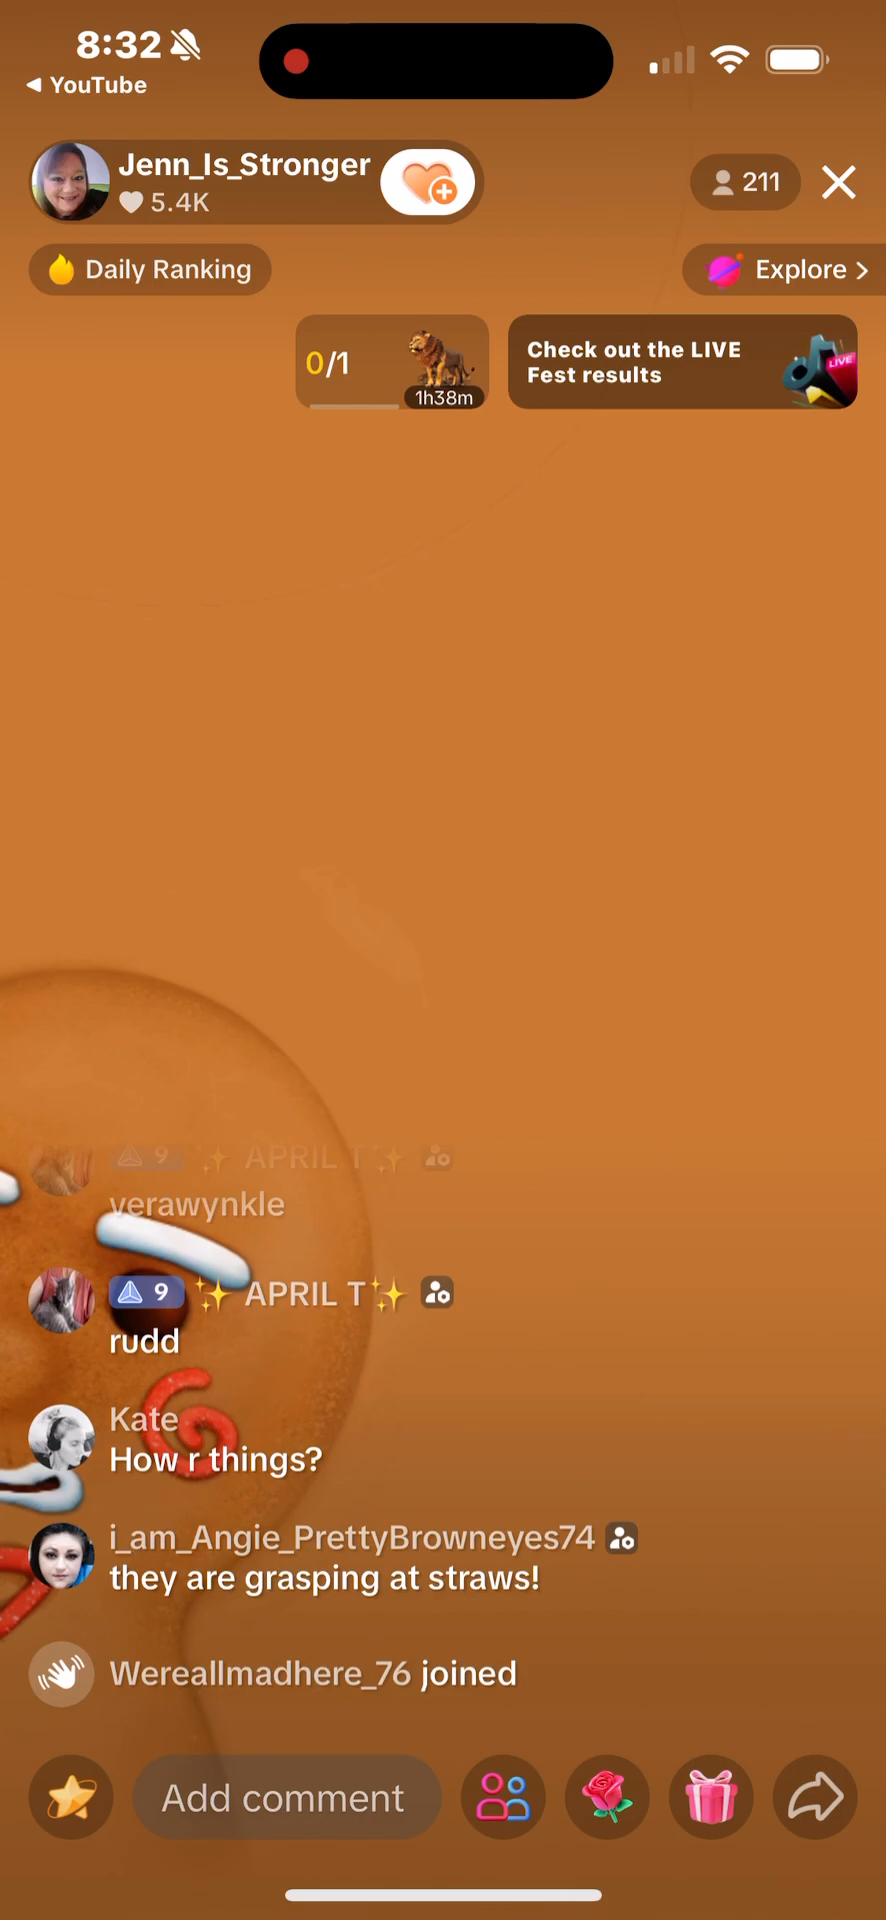 8:32
YouTube
Jenn_Is_Stronger
5.4K
211
Daily Ranking
Explore >
0/1
1h38m
Check out the LIVE
Fest results
LIVE
9 ✨ APRIL T ✨
verawynkle
9 ✨ APRIL T ✨
rudd
Kate
How r things?
i_am_Angie_PrettyBrowneyes74
they are grasping at straws!
Wereallmadhere_76 joined
Add comment